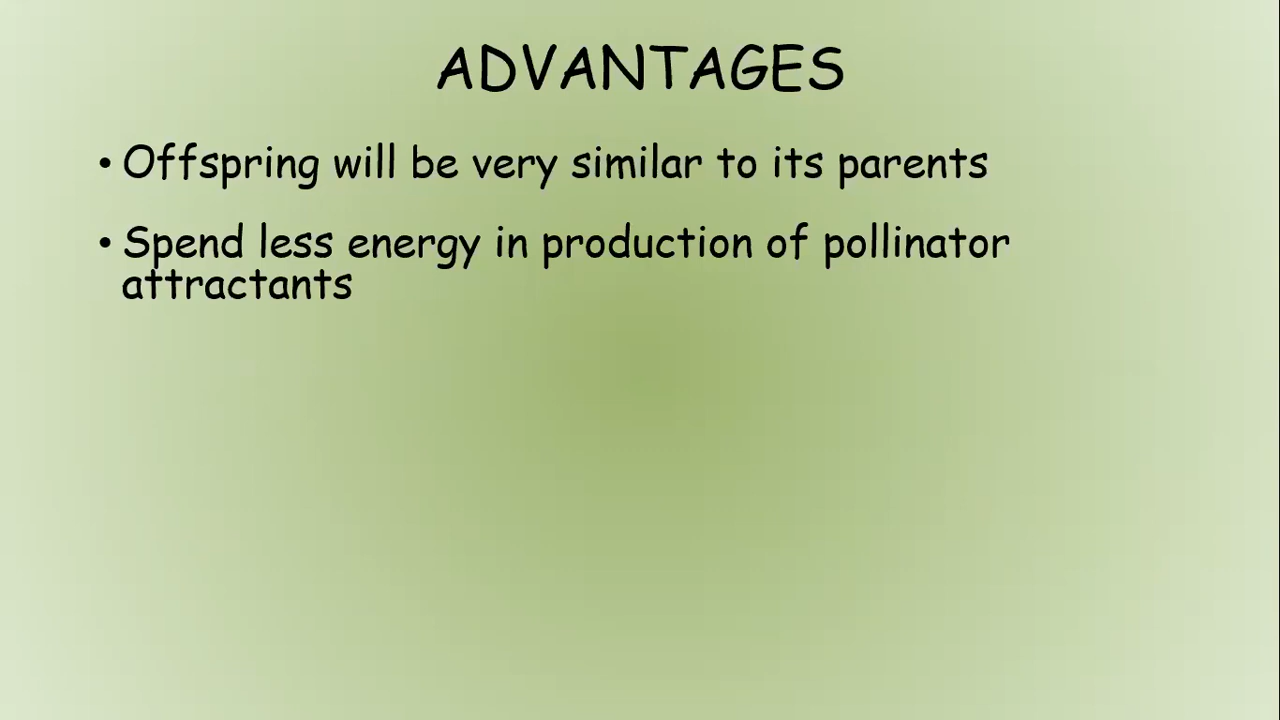 ADVANTAGES
• Offspring will be very similar to its parents
• Spend less energy in production of pollinator
attractants